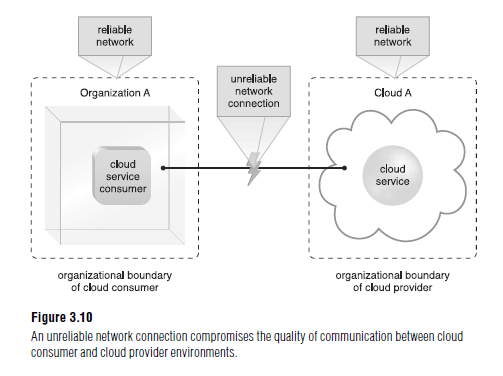 reliable
network
reliable
network
unreliable
network
connection
Organization A
Cloud A
cloud
service
consumer
cloud
service
organizational boundary
of cloud consumer
organizational boundary
of cloud provider
Figure 3.10
An unreliable network connection compromises the quality of communication between cloud
consumer and cloud provider environments.